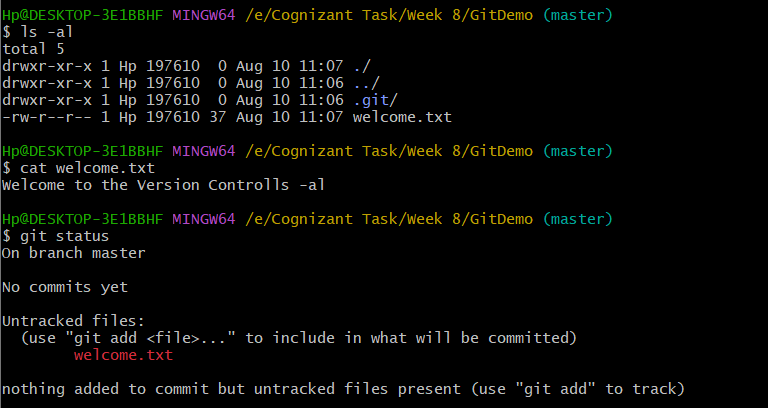 Hp@DESKTOP-3E1BBHF MINGW64 /e/Cognizant Task/Week 8/GitDemo (master)
$ ls -al
total 5
drwxr-xr-x 1 Hp 197610  0 Aug 10 11:07 ./
drwxr-xr-x 1 Hp 197610  0 Aug 10 11:06 ../
drwxr-xr-x 1 Hp 197610  0 Aug 10 11:06 .git/
-rw-r--r-- 1 Hp 197610 37 Aug 10 11:07 welcome.txt
Hp@DESKTOP-3E1BBHF MINGW64 /e/Cognizant Task/Week 8/GitDemo (master)
$ cat welcome.txt
Welcome to the Version Controlls -al
Hp@DESKTOP-3E1BBHF MINGW64 /e/Cognizant Task/Week 8/GitDemo (master)
$ git status
On branch master
No commits yet
Untracked files:
  (use "git add <file>..." to include in what will be committed)
        welcome.txt
nothing added to commit but untracked files present (use "git add" to track)